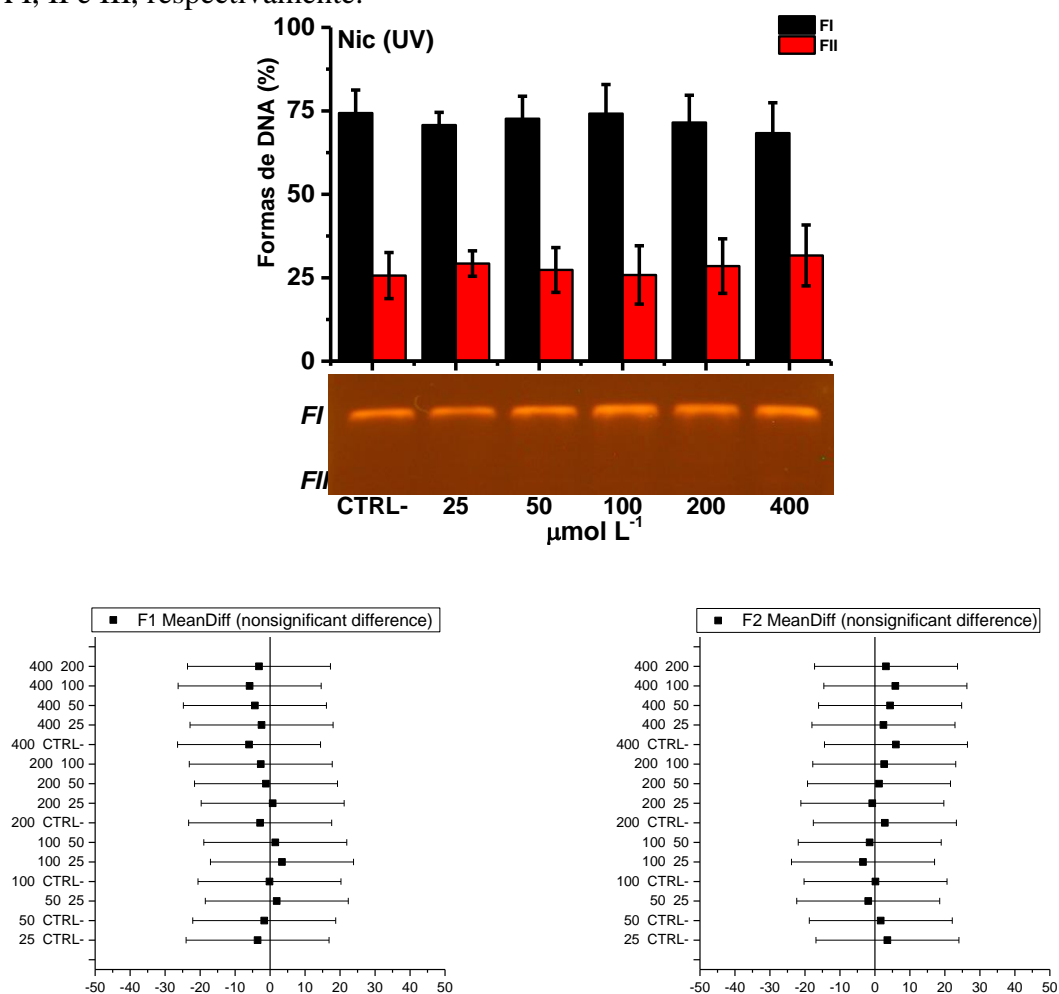 FI, II e III, respectivamente.
100
Nic (UV)
FI
FII
75
50
25
0
Formas de DNA (%)
FI
FII
CTRL- 25 50 100 200 400
μmol L-1
F1 MeanDiff (nonsignificant difference)
400 200
400 100
400 50
400 25
400 CTRL-
200 100
200 50
200 25
200 CTRL-
100 50
100 25
100 CTRL-
50 25
50 CTRL-
25 CTRL-
-50 -40 -30 -20 -10 0 10 20 30 40 50
F2 MeanDiff (nonsignificant difference)
400 200
400 100
400 50
400 25
400 CTRL-
200 100
200 50
200 25
200 CTRL-
100 50
100 25
100 CTRL-
50 25
50 CTRL-
25 CTRL-
-50 -40 -30 -20 -10 0 10 20 30 40 50